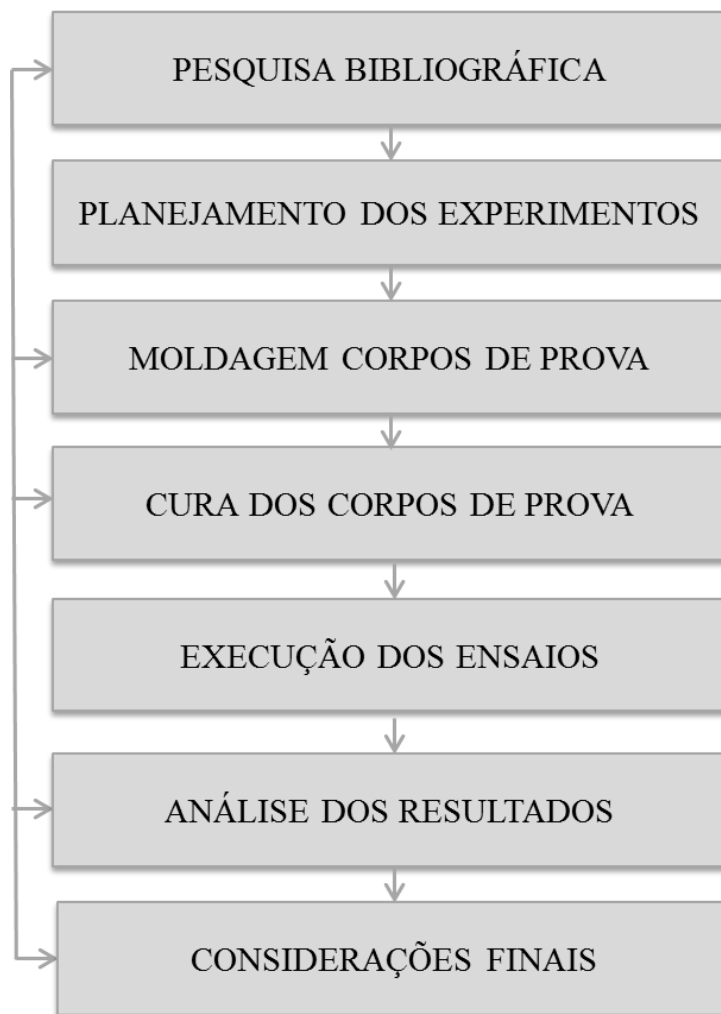 PESQUISA BIBLIOGRÁFICA
PLANEJAMENTO DOS EXPERIMENTOS
MOLDAGEM CORPOS DE PROVA
CURA DOS CORPOS DE PROVA
EXECUÇÃO DOS ENSAIOS
ANÁLISE DOS RESULTADOS
CONSIDERAÇÕES FINAIS